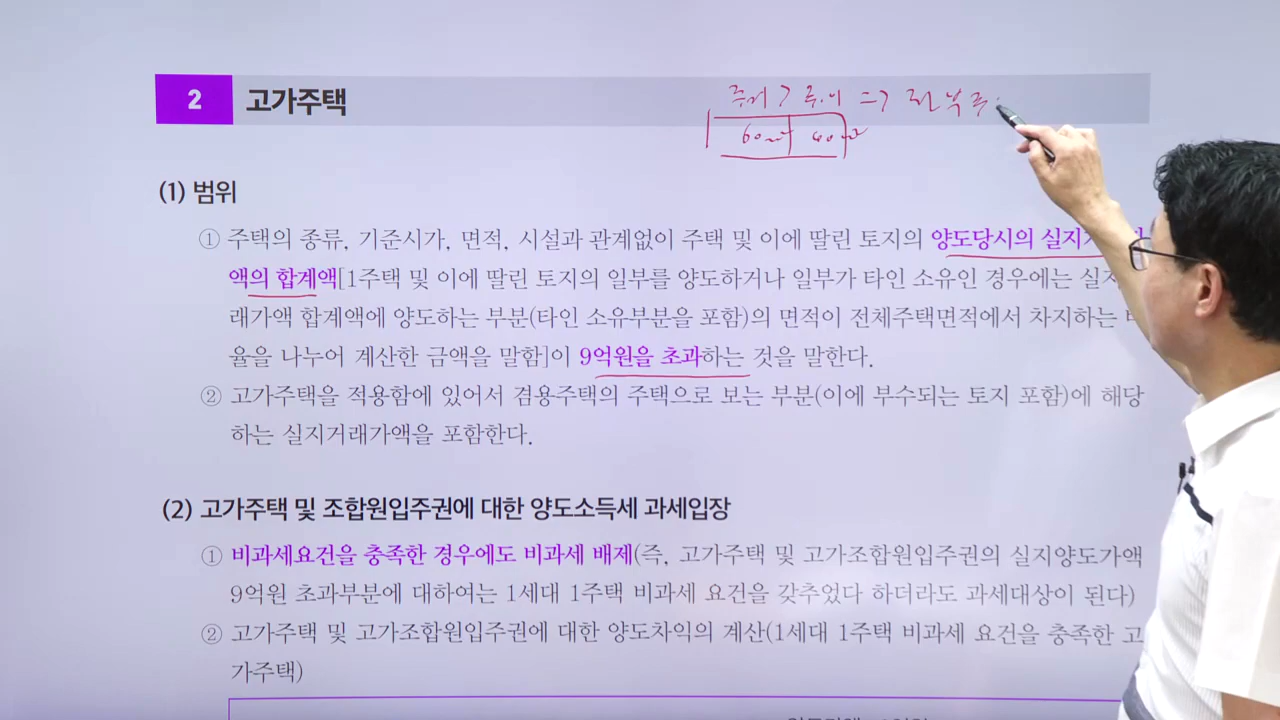 2 고가주택
60㎡ 40㎡
(1) 범위
① 주택의 종류, 기준시가, 면적, 시설과 관계없이 주택 및 이에 딸린 토지의 양도당시의
액의 합계액[1주택 및 이에 딸린 토지의 일부를 양도하거나 일부가 타인 소유인 경우에는
래가액 합계액에 양도하는 부분(타인 소유부분을 포함)의 면적이 전체주택면적에서 차지하는
율을 나누어 계산한 금액을 말함]이 9억원을 초과하는 것을 말한다.
② 고가주택을 적용함에 있어서 겸용주택의 주택으로 보는 부분(이에 부수되는 토지 포함)에 해당
하는 실지거래가액을 포함한다.
(2) 고가주택 및 조합원입주권에 대한 양도소득세 과세입장
① 비과세요건을 충족한 경우에도 비과세 배제(즉, 고가주택 및 고가조합원입주권의 실지양도가액
9억원 초과부분에 대하여는 1세대 1주택 비과세 요건을 갖추었다 하더라도 과세대상이 된다)
② 고가주택 및 고가조합원입주권에 대한 양도차익의 계산(1세대 1주택 비과세 요건을 충족한 고
가주택)